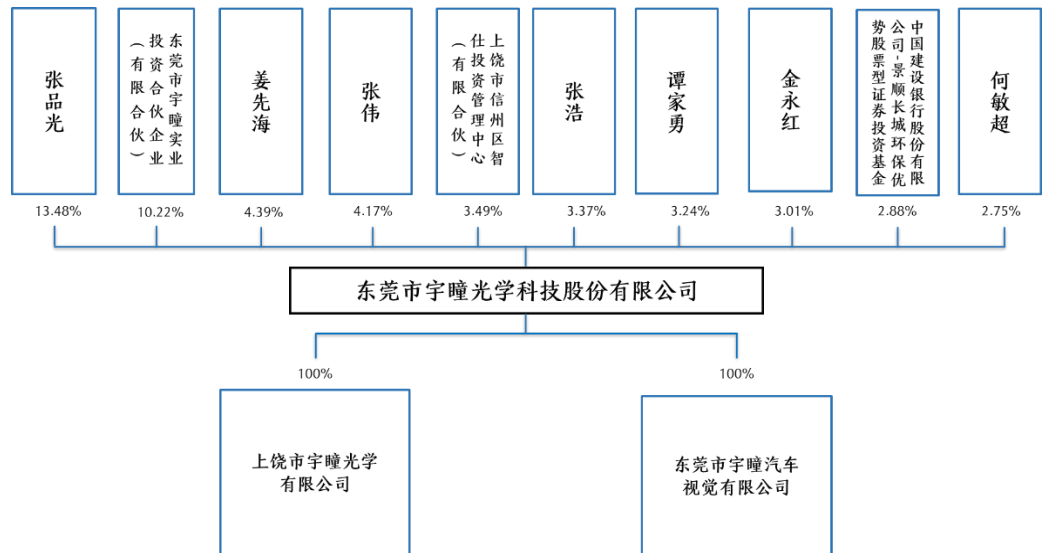 张品光
东莞市宇瞳实业
投资合伙企业
（有限合伙）
姜先海
张伟
上饶市信州区智
仕投资管理中心
（有限合伙）
张浩
谭家勇
金永红
中国建设银行股份有限
公司-景顺长城环保优
势股票型证券投资基金
何敏超
13.48%
10.22%
4.39%
4.17%
3.49%
3.37%
3.24%
3.01%
2.88%
2.75%
东莞市宇瞳光学科技股份有限公司
100%
100%
上饶市宇瞳光学
有限公司
东莞市宇瞳汽车
视觉有限公司